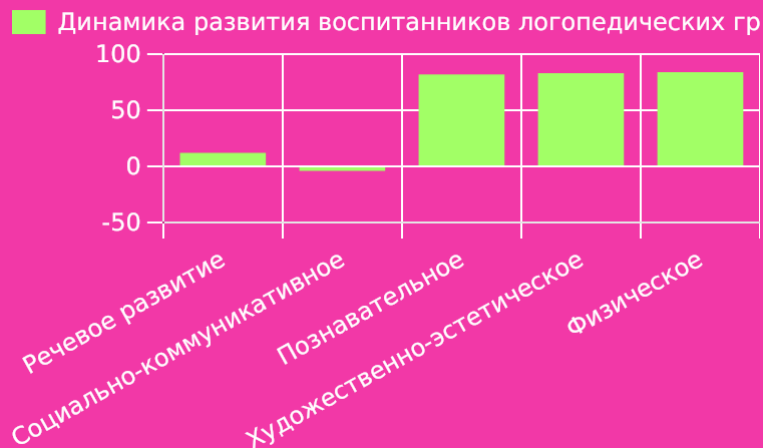 Динамика развития воспитанников логопедических гр
100
50
0
-50
Речевое развитие
Социально-коммуникативное
Познавательное
Художественно-эстетическое
Физическое